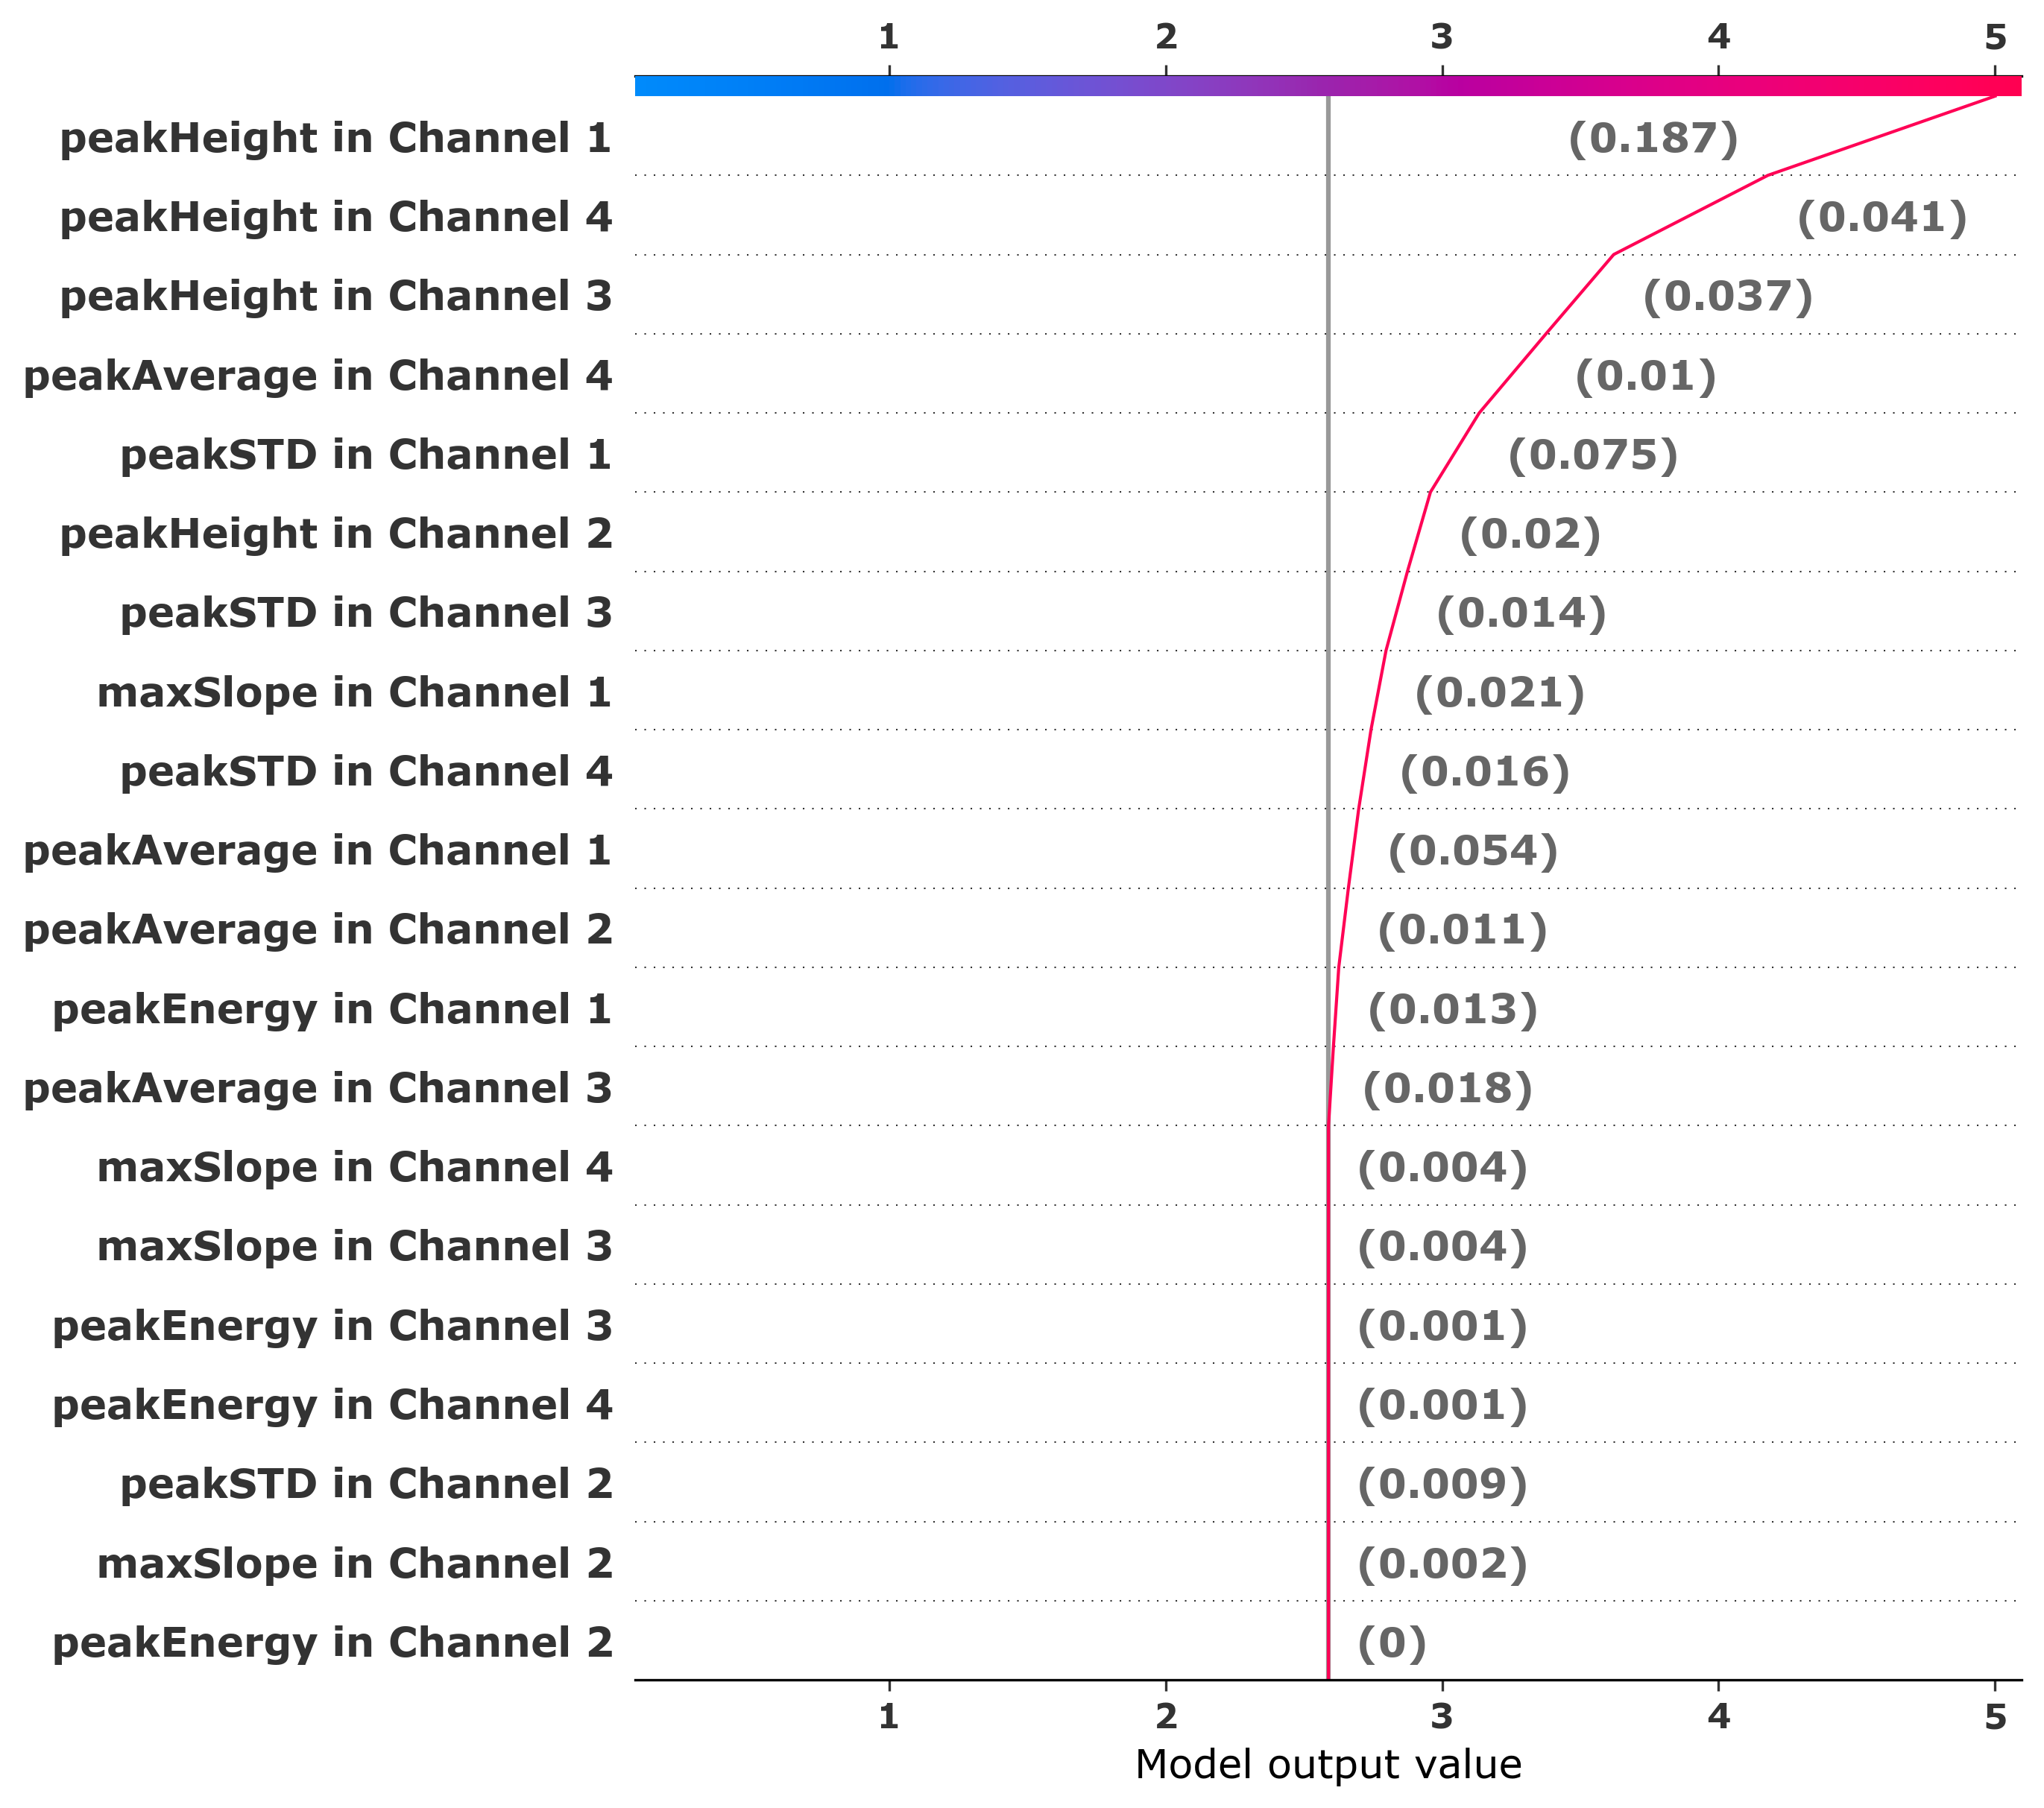 1 2 3 4 5
peakHeight in Channel 1 (0.187)
peakHeight in Channel 4 (0.041)
peakHeight in Channel 3 (0.037)
peakAverage in Channel 4 (0.01)
peakSTD in Channel 1 (0.075)
peakHeight in Channel 2 (0.02)
peakSTD in Channel 3 (0.014)
maxSlope in Channel 1 (0.021)
peakSTD in Channel 4 (0.016)
peakAverage in Channel 1 (0.054)
peakAverage in Channel 2 (0.011)
peakEnergy in Channel 1 (0.013)
peakAverage in Channel 3 (0.018)
maxSlope in Channel 4 (0.004)
maxSlope in Channel 3 (0.004)
peakEnergy in Channel 3 (0.001)
peakEnergy in Channel 4 (0.001)
peakSTD in Channel 2 (0.009)
maxSlope in Channel 2 (0.002)
peakEnergy in Channel 2 (0)
1 2 3 4 5
Model output value